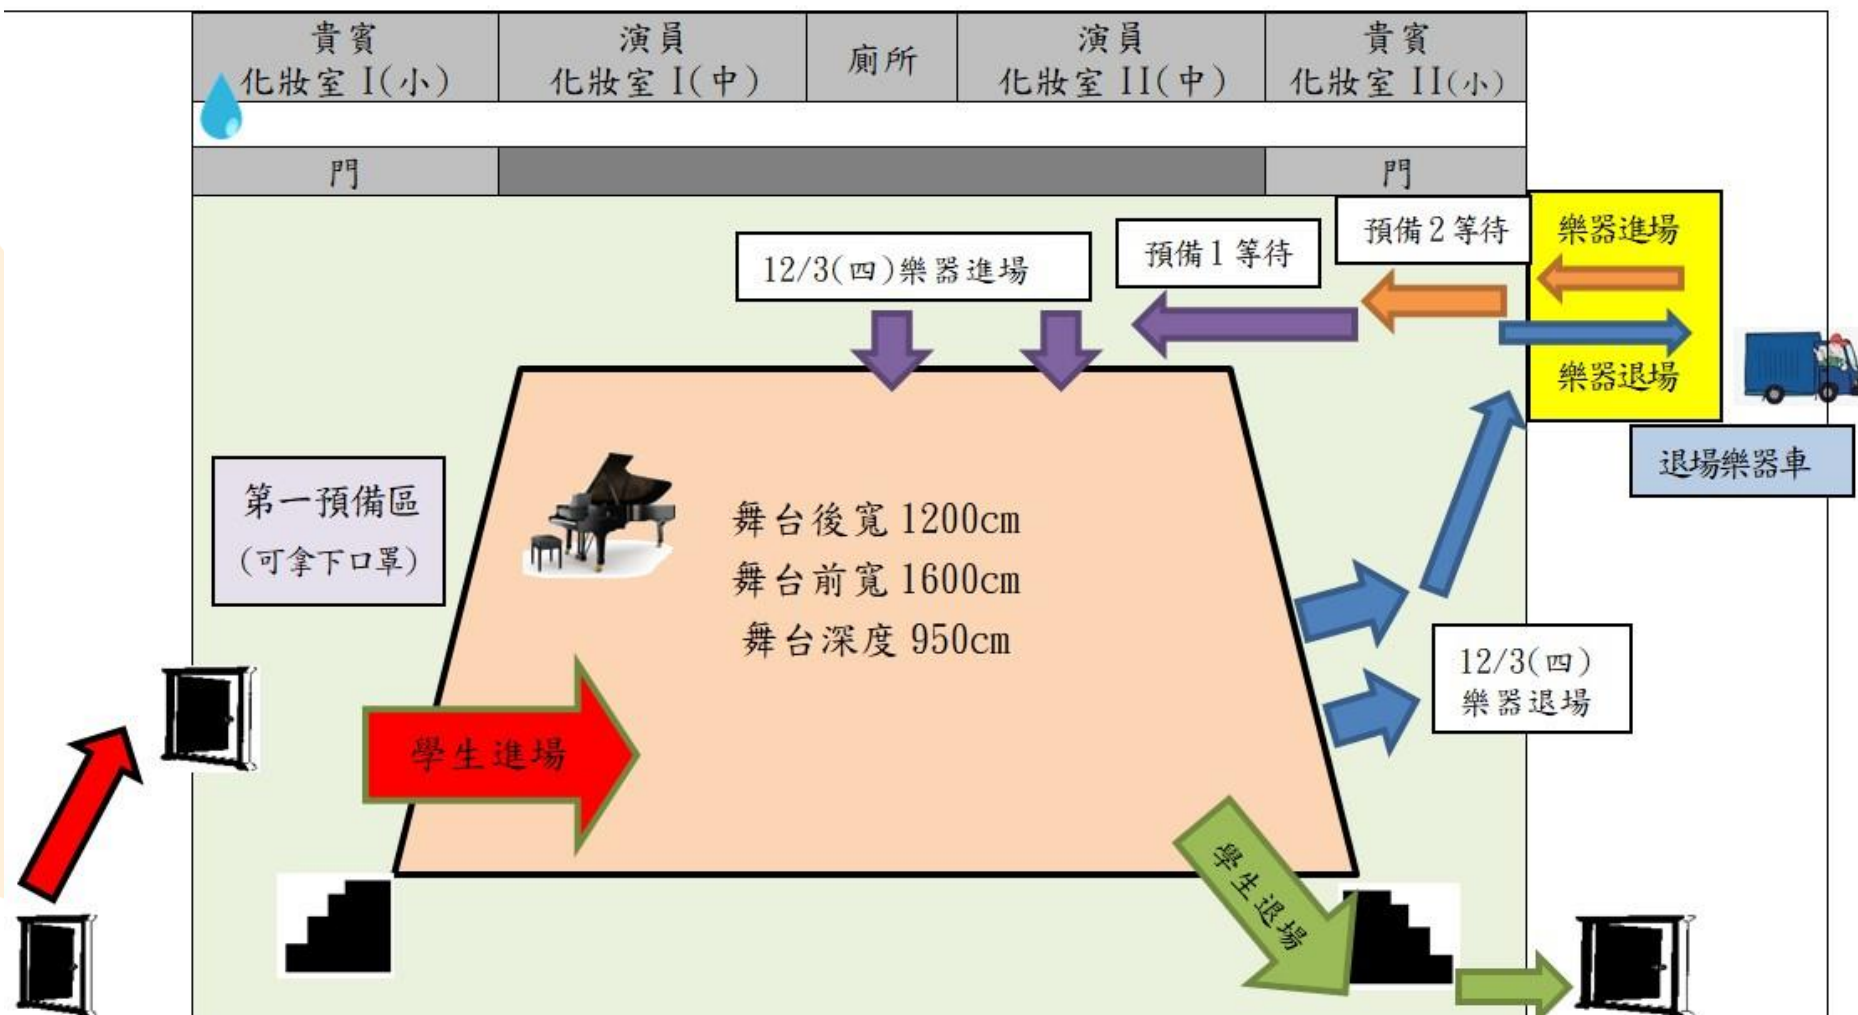 貴賓
化妝室 I(小)
演員
化妝室 I(中)
廁所
演員
化妝室 II(中)
貴賓
化妝室 II(小)
門
門
12/3(四)樂器進場
預備1等待
預備2等待
樂器進場
樂器退場
退場樂器車
第一預備區
(可拿下口罩)
舞台後寬 1200cm
舞台前寬 1600cm
舞台深度 950cm
12/3(四)
樂器退場
學生進場
學生退場